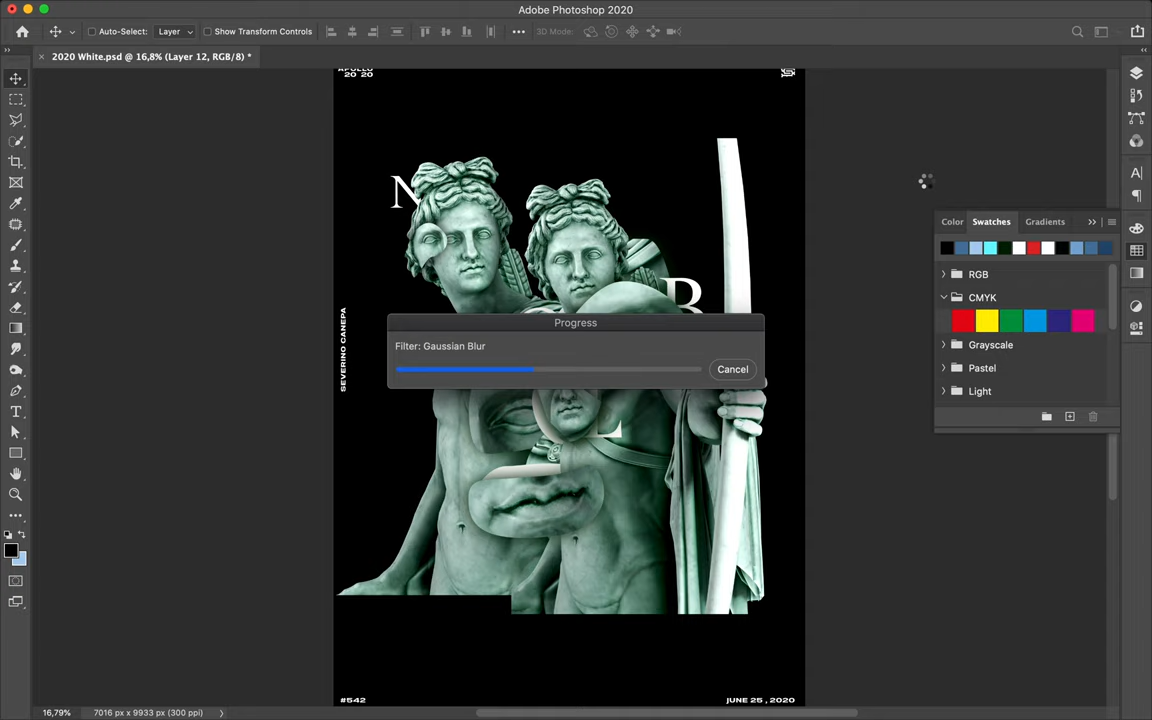 Adobe Photoshop 2020
Auto-Select: Layer Show Transform Controls 3D Mode:
2020 White.psd @ 16,8% (Layer 12, RGB/8) *
APOLLO
20 20
N
B
Color Swatches Gradients
RGB
CMYK
Grayscale
Pastel
Light
Progress
Filter: Gaussian Blur
Cancel
SEVERINO CANEPA
L
#542
JUNE 25 , 2020
16,79% 7016 px x 9933 px (300 ppi)